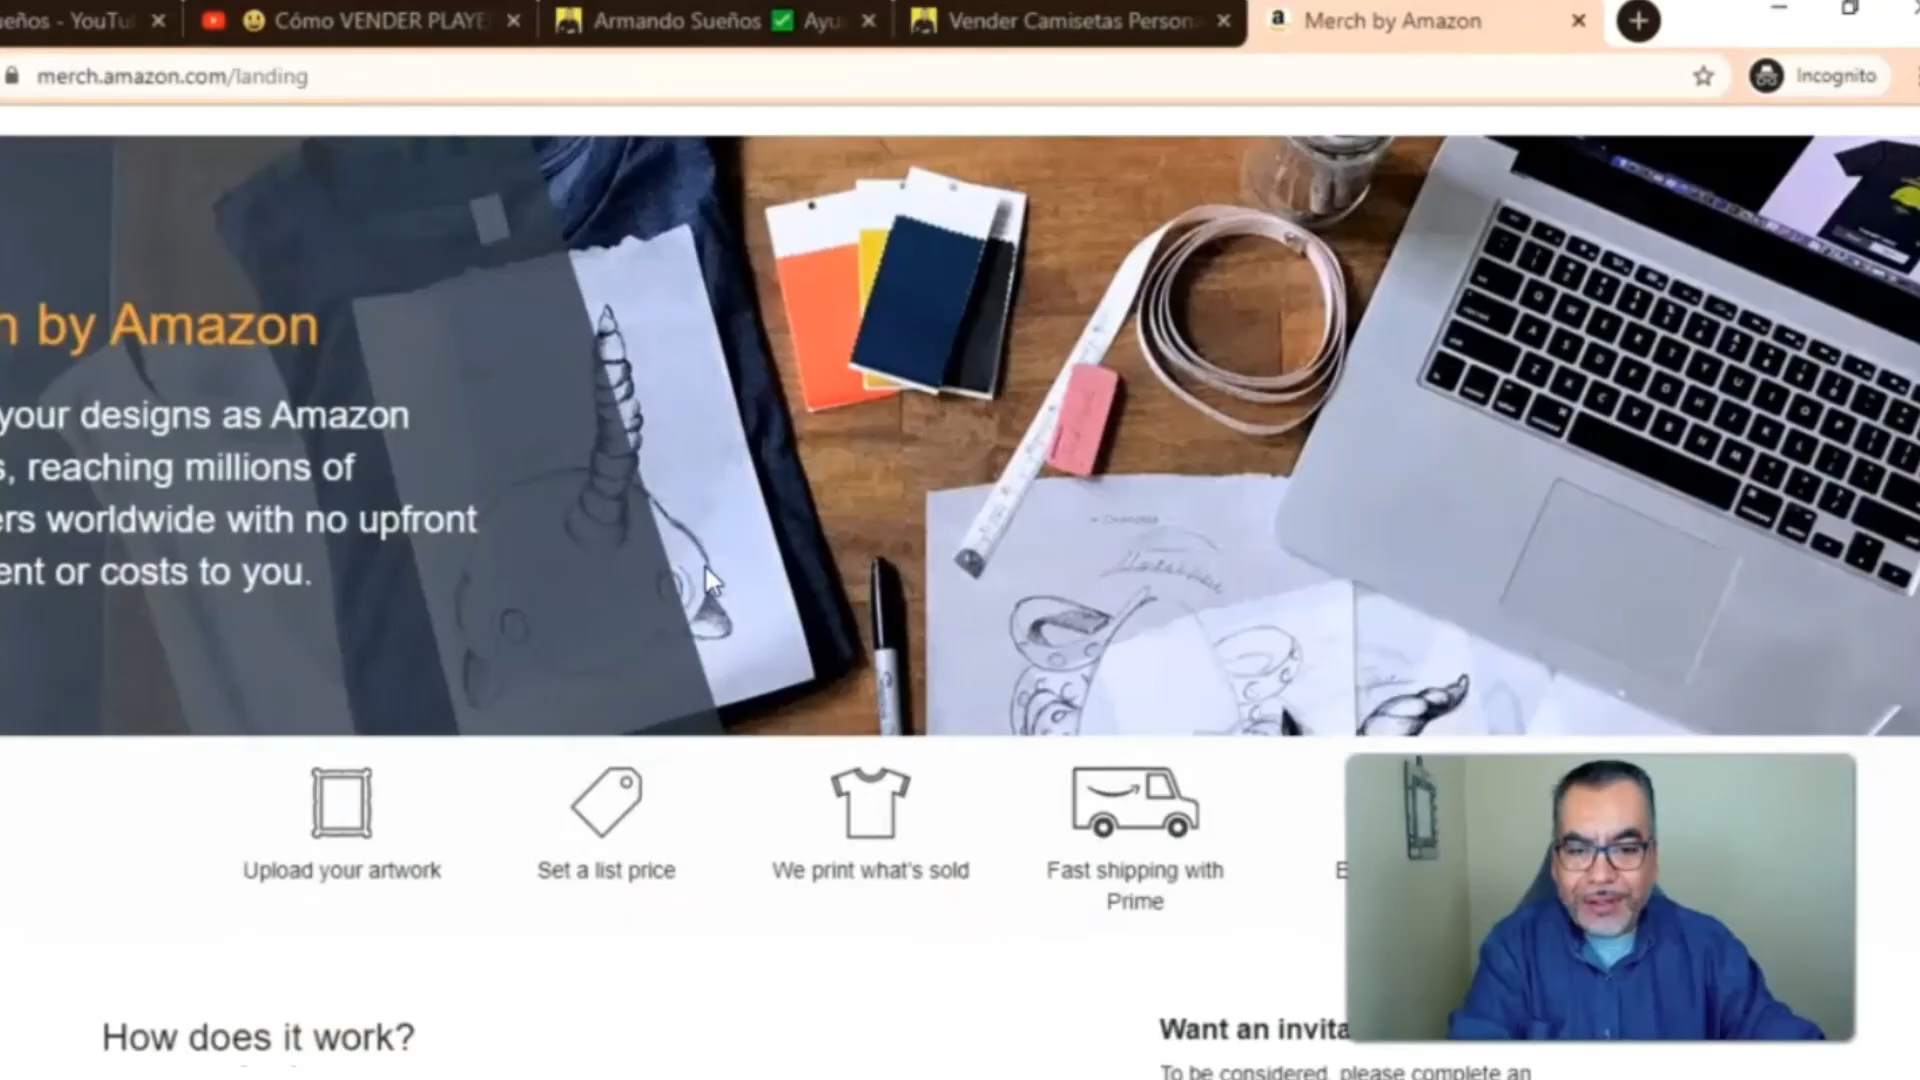 eños - YouTu
Cómo VENDER PLAYE
Armando Sueños ✅ Ayu
Vender Camisetas Person
Merch by Amazon
merch.amazon.com/landing
Incognito
by Amazon
your designs as Amazon
reaching millions of
worldwide with no upfront
or costs to you.
Upload your artwork
Set a list price
We print what's sold
Fast shipping with
Prime
E
How does it work?
Want an invita
To be considered, please complete an